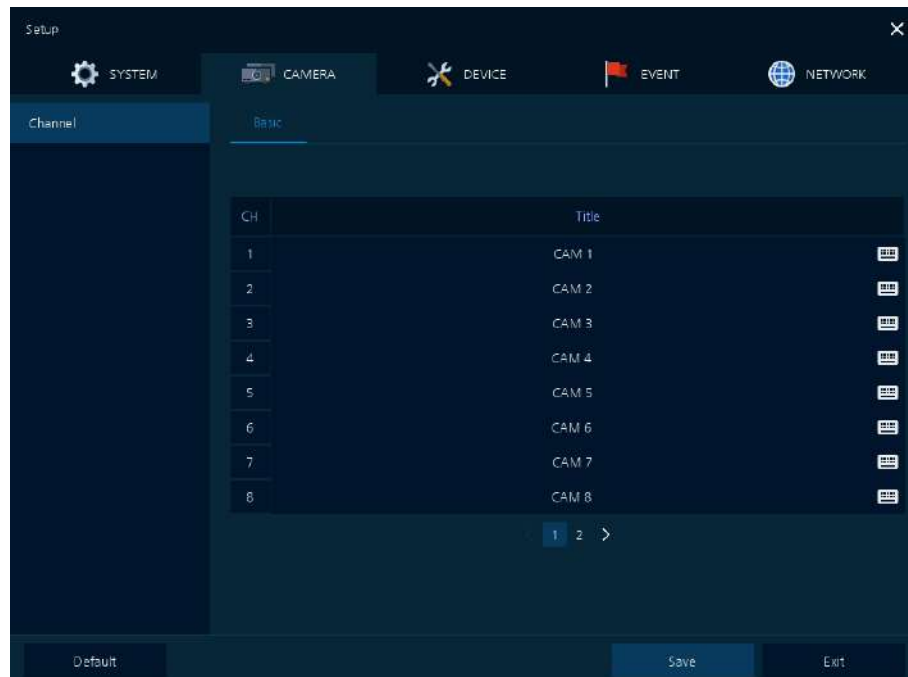 Setup
SYSTEM CAMERA DEVICE EVENT NETWORK
Channel Basic
CH Title
1 CAM 1
2 CAM 2
3 CAM 3
4 CAM 4
5 CAM 5
6 CAM 6
7 CAM 7
8 CAM 8
1 2 >
Default Save Exit